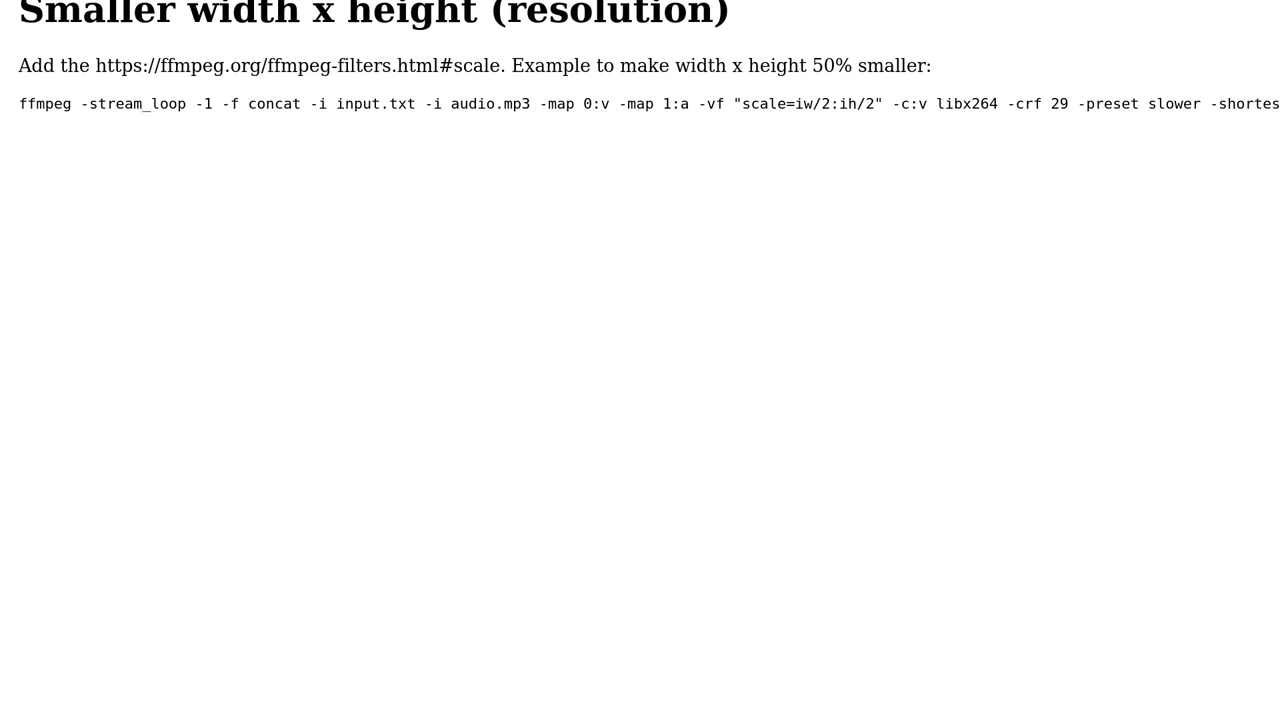 Smaller width x height (resolution)
Add the https://ffmpeg.org/ffmpeg-filters.html#scale. Example to make width x height 50% smaller:
ffmpeg -stream_loop -1 -f concat -i input.txt -i audio.mp3 -map 0:v -map 1:a -vf "scale=iw/2:ih/2" -c:v libx264 -crf 29 -preset slower -shortes